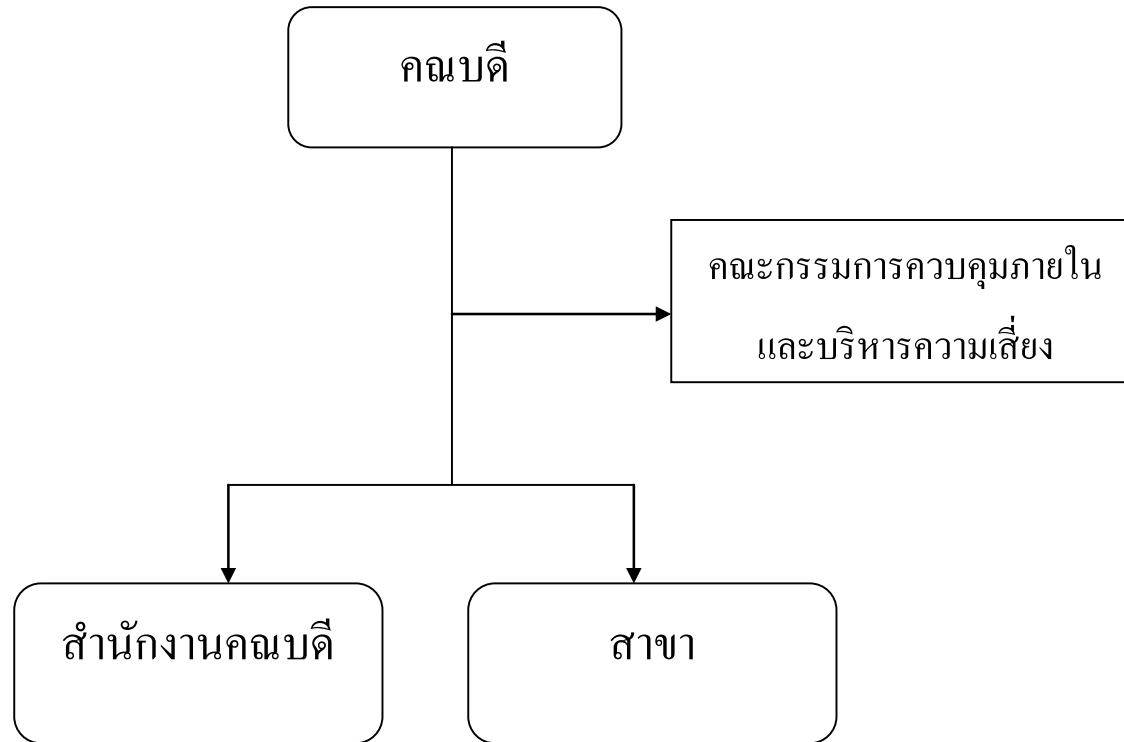 คณบดี
คณะกรรมการควบคุมภายใน
และบริหารความเสี่ยง
สำนักงานคณบดี
สาขา